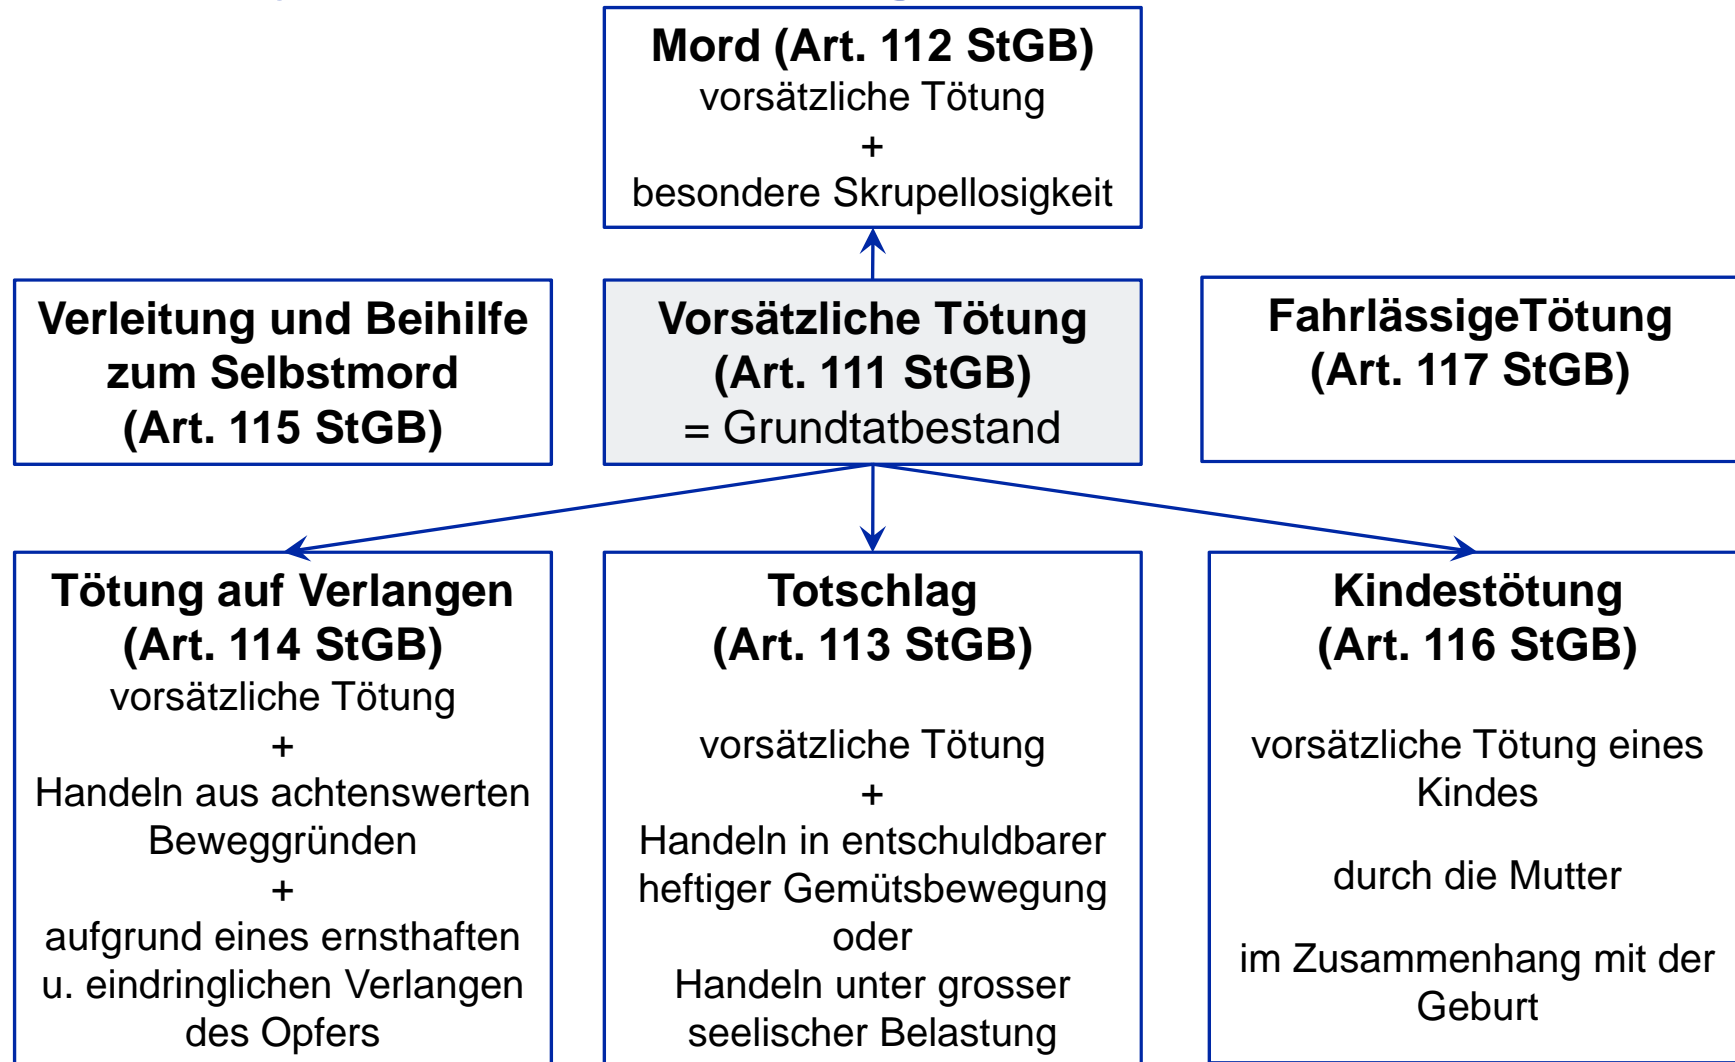 Mord (Art. 112 StGB)
vorsätzliche Tötung
+
besondere Skrupellosigkeit
Verleitung und Beihilfe
zum Selbstmord
(Art. 115 StGB)
Vorsätzliche Tötung
(Art. 111 StGB)
= Grundtatbestand
FahrlässigeTötung
(Art. 117 StGB)
Tötung auf Verlangen
(Art. 114 StGB)
vorsätzliche Tötung
+
Handeln aus achtenswerten
Beweggründen
+
aufgrund eines ernsthaften
u. eindringlichen Verlangen
des Opfers
Totschlag
(Art. 113 StGB)
vorsätzliche Tötung
+
Handeln in entschuldbarer
heftiger Gemütsbewegung
oder
Handeln unter grosser
seelischer Belastung
Kindestötung
(Art. 116 StGB)
vorsätzliche Tötung eines
Kindes
durch die Mutter
im Zusammenhang mit der
Geburt